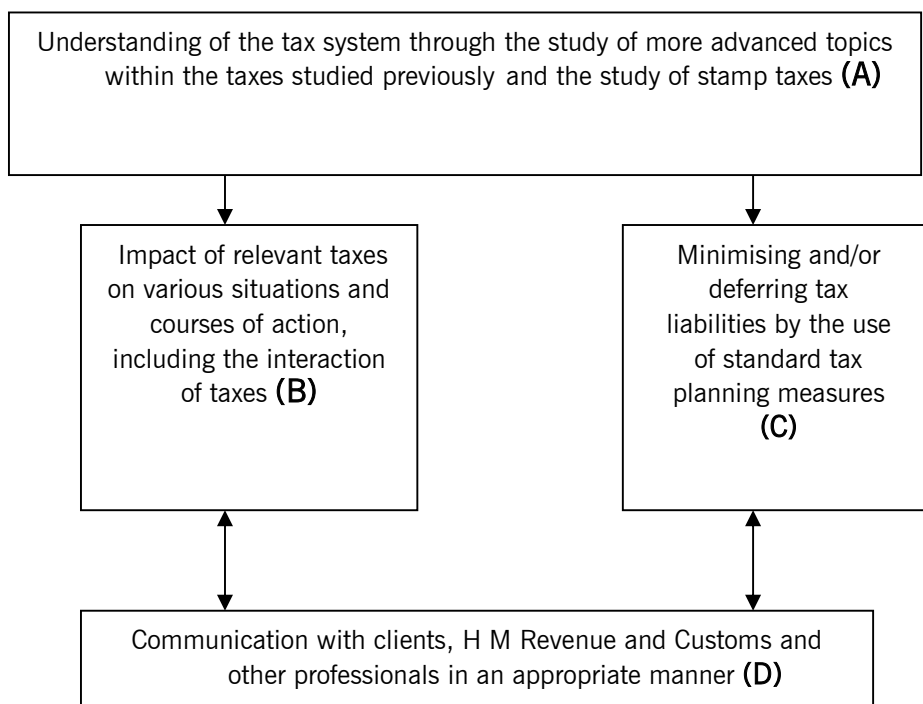 Understanding of the tax system through the study of more advanced topics
within the taxes studied previously and the study of stamp taxes (A)
Impact of relevant taxes
on various situations and
courses of action,
including the interaction
of taxes (B)
Minimising and/or
deferring tax
liabilities by the use
of standard tax
planning measures
(C)
Communication with clients, H M Revenue and Customs and
other professionals in an appropriate manner (D)